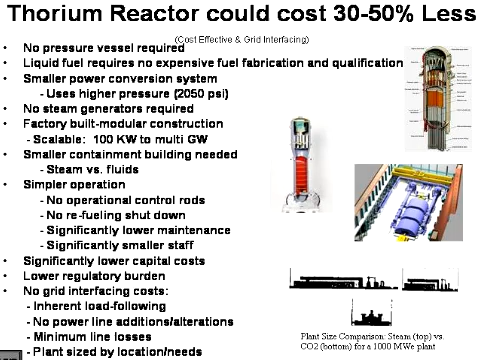 Thorium Reactor could cost 30-50% Less
(Cost Effective & Grid Interfacing)
• No pressure vessel required
• Liquid fuel requires no expensive fuel fabrication and qualification
• Smaller power conversion system
- Uses higher pressure (2050 psi)
• No steam generators required
• Factory built-modular construction
- Scalable: 100 KW to multi GW
• Smaller containment building needed
- Steam vs. fluids
• Simpler operation
- No operational control rods
- No re-fueling shut down
- Significantly lower maintenance
- Significantly smaller staff
• Significantly lower capital costs
• Lower regulatory burden
• No grid interfacing costs:
- Inherent load-following
- No power line additions/alterations
- Minimum line losses
- Plant sized by location/needs
Plant Size Comparison: Steam (top) vs.
CO2 (bottom) for a 1000 MWe plant